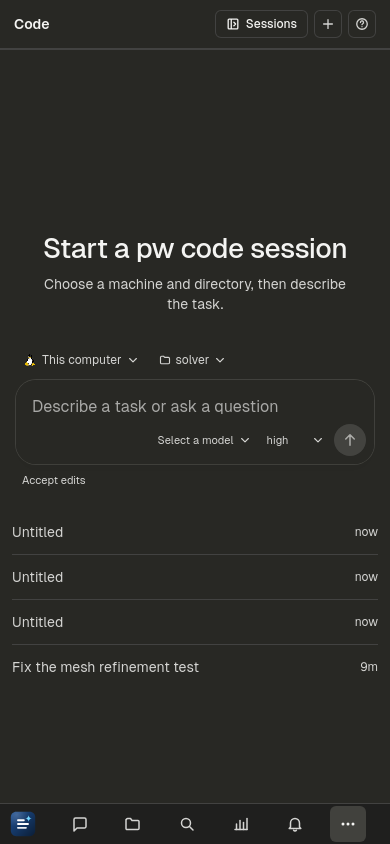 Code
Sessions
Start a pw code session
Choose a machine and directory, then describe
the task.
This computer
solver
Describe a task or ask a question
Select a model
high
Accept edits
Untitled now
Untitled now
Untitled now
Fix the mesh refinement test 9m